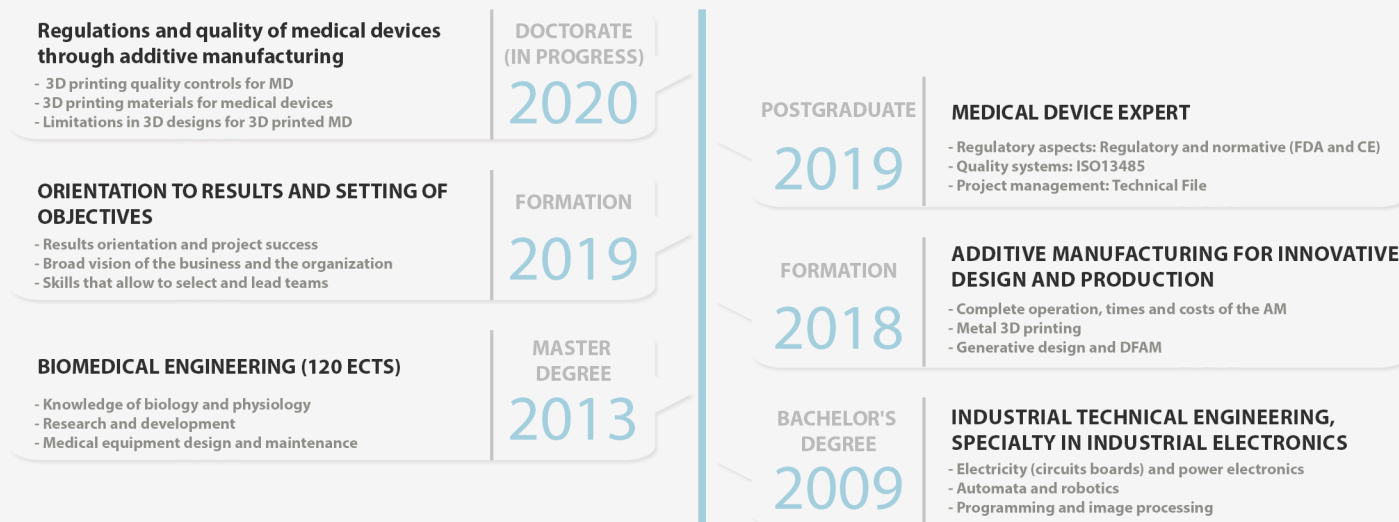 Regulations and quality of medical devices
through additive manufacturing
- 3D printing quality controls for MD
- 3D printing materials for medical devices
- Limitations in 3D designs for 3D printed MD
DOCTORATE
(IN PROGRESS)
2020
POSTGRADUATE
2019
MEDICAL DEVICE EXPERT
- Regulatory aspects: Regulatory and normative (FDA and CE)
- Quality systems: ISO13485
- Project management: Technical File
ORIENTATION TO RESULTS AND SETTING OF
OBJECTIVES
- Results orientation and project success
- Broad vision of the business and the organization
- Skills that allow to select and lead teams
FORMATION
2019
FORMATION
2018
ADDITIVE MANUFACTURING FOR INNOVATIVE
DESIGN AND PRODUCTION
- Complete operation, times and costs of the AM
- Metal 3D printing
- Generative design and DFAM
BIOMEDICAL ENGINEERING (120 ECTS)
- Knowledge of biology and physiology
- Research and development
- Medical equipment design and maintenance
MASTER
DEGREE
2013
BACHELOR'S
DEGREE
2009
INDUSTRIAL TECHNICAL ENGINEERING,
SPECIALTY IN INDUSTRIAL ELECTRONICS
- Electricity (circuits boards) and power electronics
- Automata and robotics
- Programming and image processing